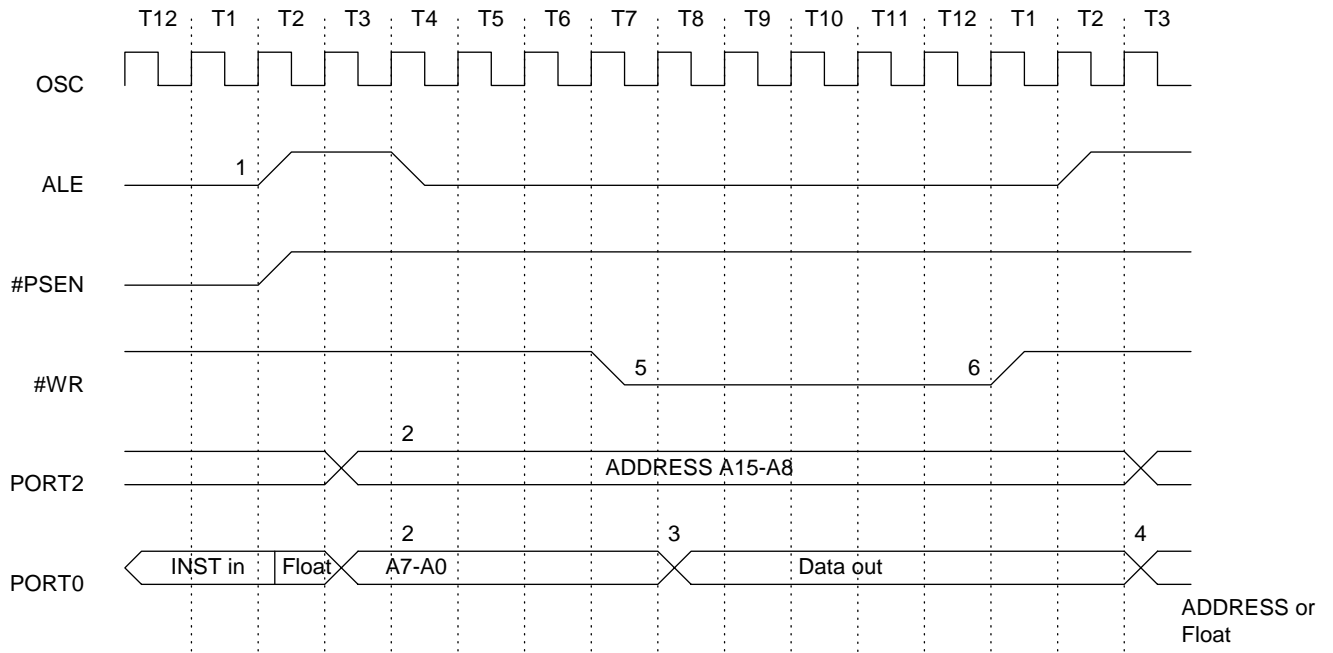 T12 T1 T2 T3 T4 T5 T6 T7 T8 T9 T10 T11 T12 T1 T2 T3
OSC
1
ALE
#PSEN
5 6
#WR
2
ADDRESS A15-A8
PORT2
2 3 4
INST in Float A7-A0 Data out
PORT0
ADDRESS or
Float